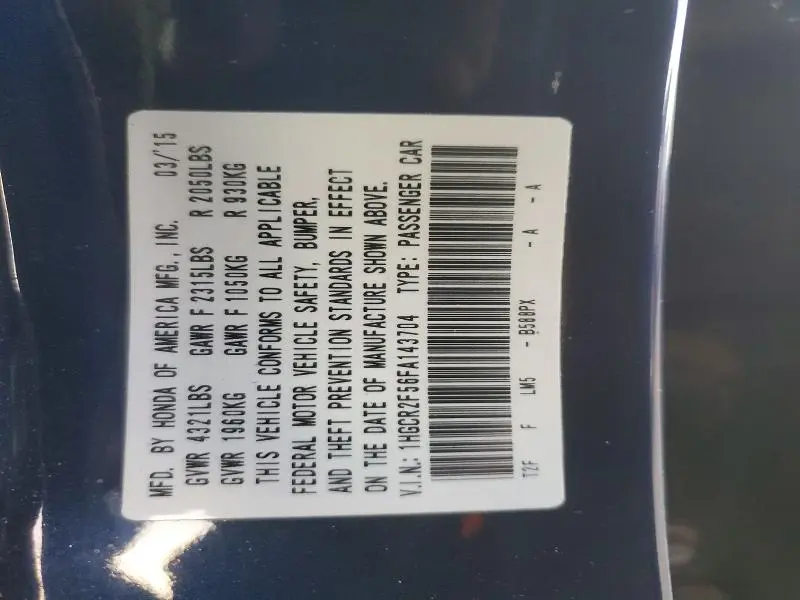 MFD. BY HONDA OF AMERICA MFG., INC. 03/'15
GVWR 4321LBS GAWR F 2315LBS R 2050LBS
GVWR 1960KG GAWR F 1050KG R 930KG
THIS VEHICLE CONFORMS TO ALL APPLICABLE
FEDERAL MOTOR VEHICLE SAFETY, BUMPER,
AND THEFT PREVENTION STANDARDS IN EFFECT
ON THE DATE OF MANUFACTURE SHOWN ABOVE.
V.I.N.: 1HGCR2F56FA143704 TYPE: PASSENGER CAR
T2F F LM5 - B588PX - A - A